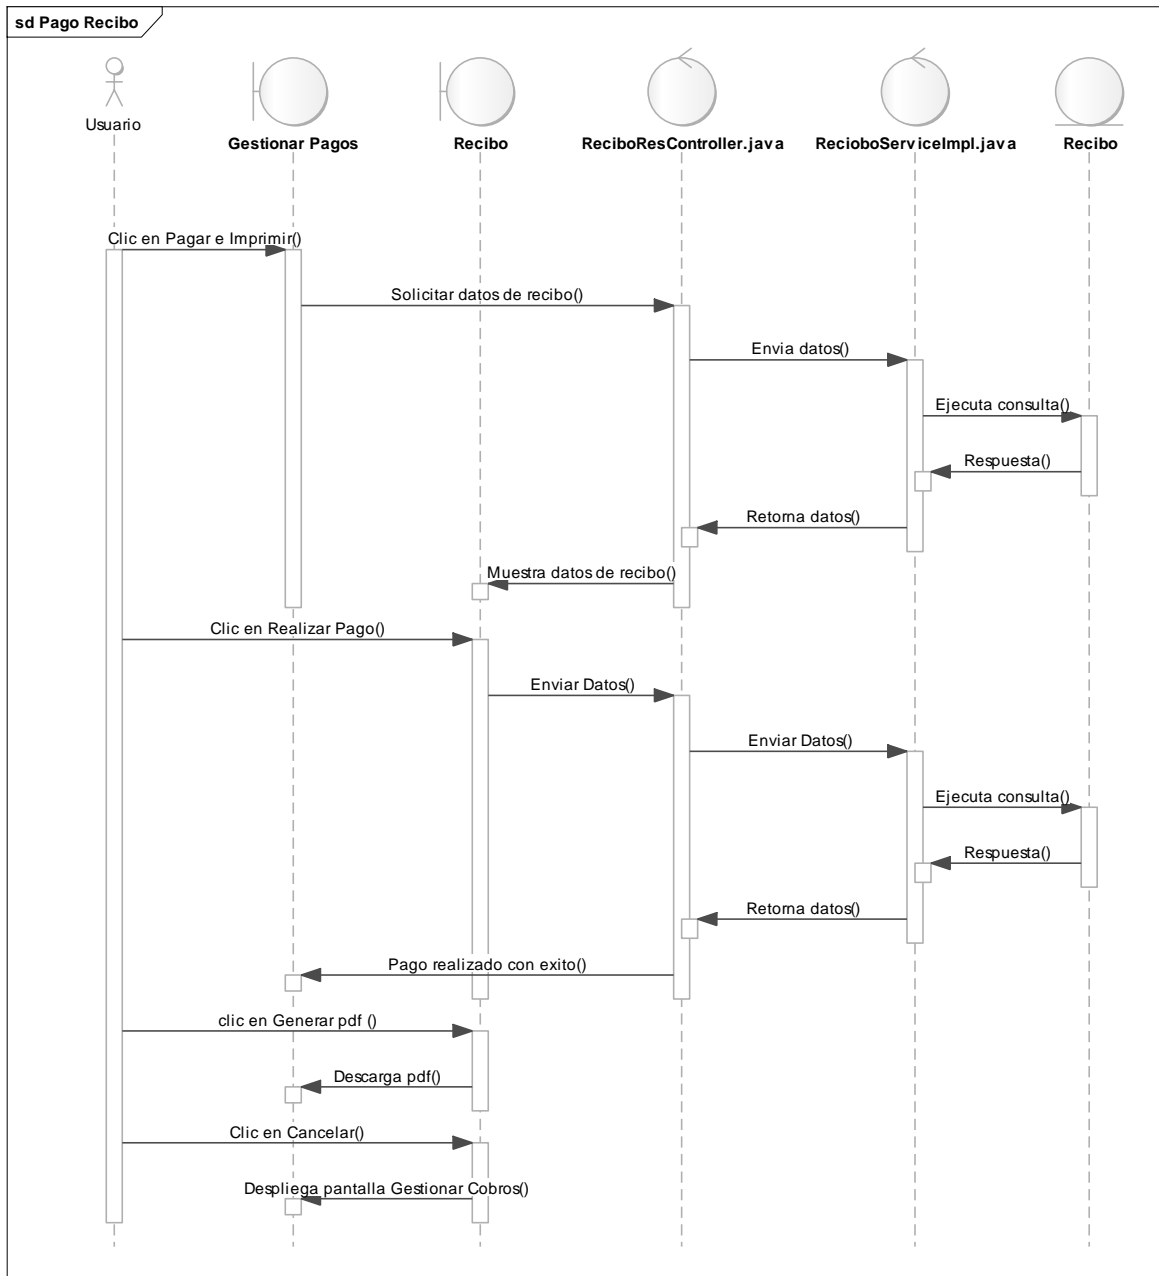 sd Pago Recibo
Usuario
Gestionar Pagos
Recibo
ReciboResController.java
RecioboServiceImpl.java
Recibo
Clic en Pagar e Imprimir()
Solicitar datos de recibo()
Envia datos()
Ejecuta consulta()
Respuesta()
Retorna datos()
Muestra datos de recibo()
Clic en Realizar Pago()
Enviar Datos()
Enviar Datos()
Ejecuta consulta()
Respuesta()
Retorna datos()
Pago realizado con exito()
clic en Generar pdf ()
Descarga pdf()
Clic en Cancelar()
Despliega pantalla Gestionar Cobros()